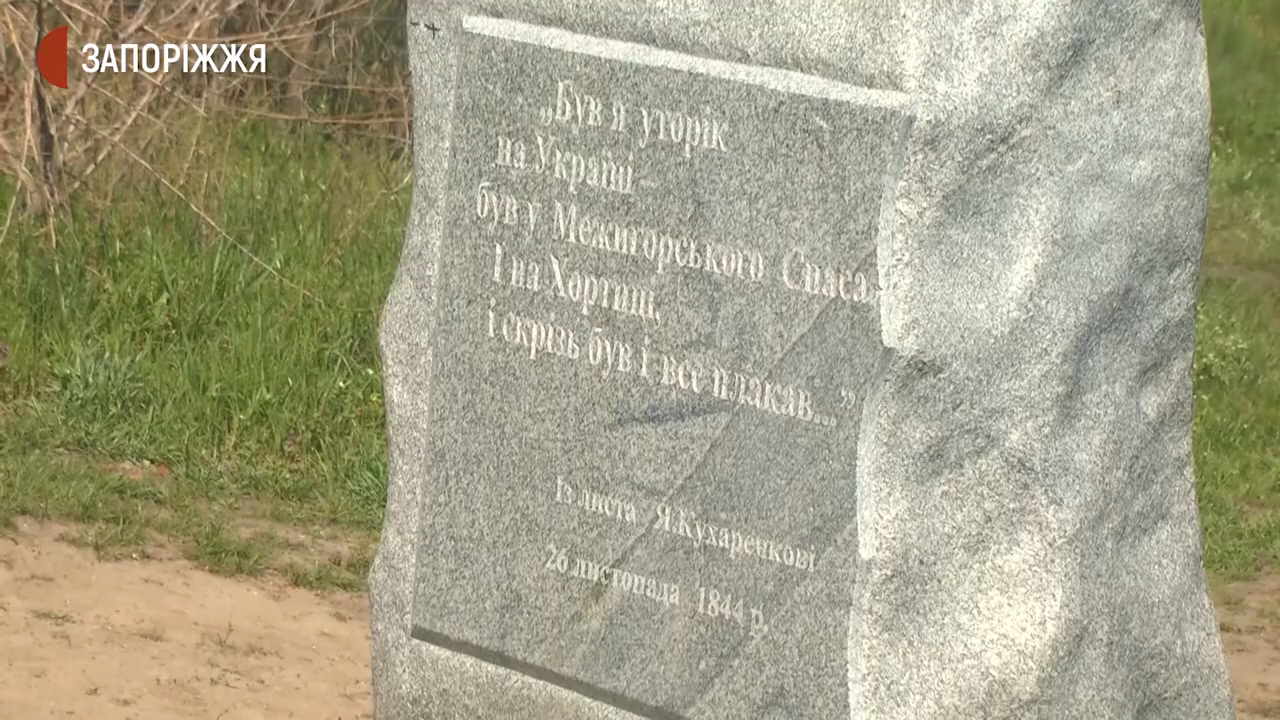 ЗАПОРІЖЖЯ
„Був я уторік
на Україні
був у Межигорського Спаса.
І на Хортиці,
і скрізь був і все плакав...”
Із листа Я.Кухаренкові
26 листопада 1844 р.